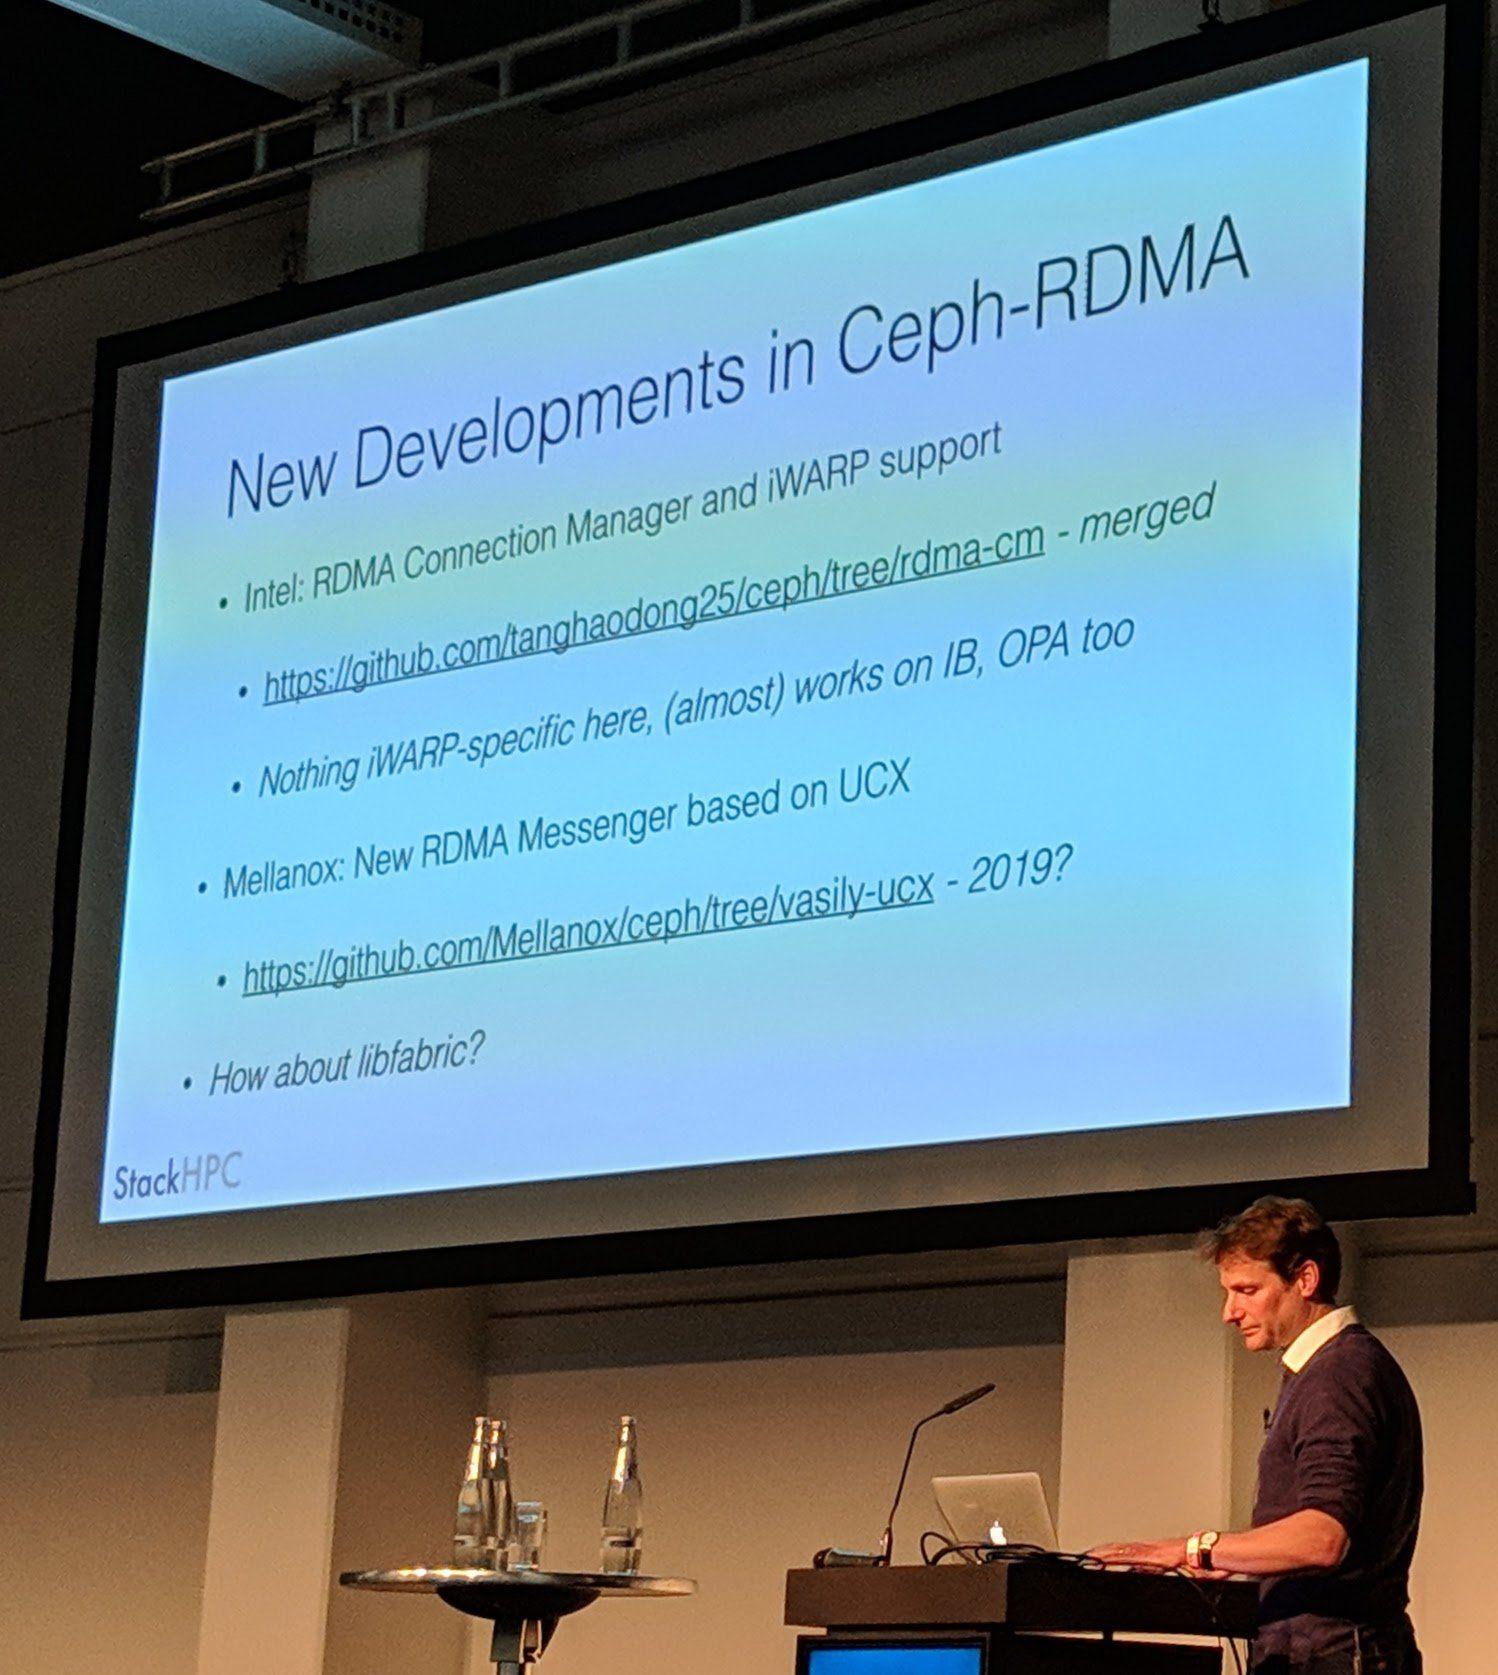 New Developments in Ceph-RDMA
• Intel: RDMA Connection Manager and iWARP support
• https://github.com/tanghaodong25/ceph/tree/rdma-cm - merged
• Nothing iWARP-specific here, (almost) works on IB, OPA too
• Mellanox: New RDMA Messenger based on UCX
• https://github.com/Mellanox/ceph/tree/vasily-ucx - 2019?
• How about libfabric?
StackHPC